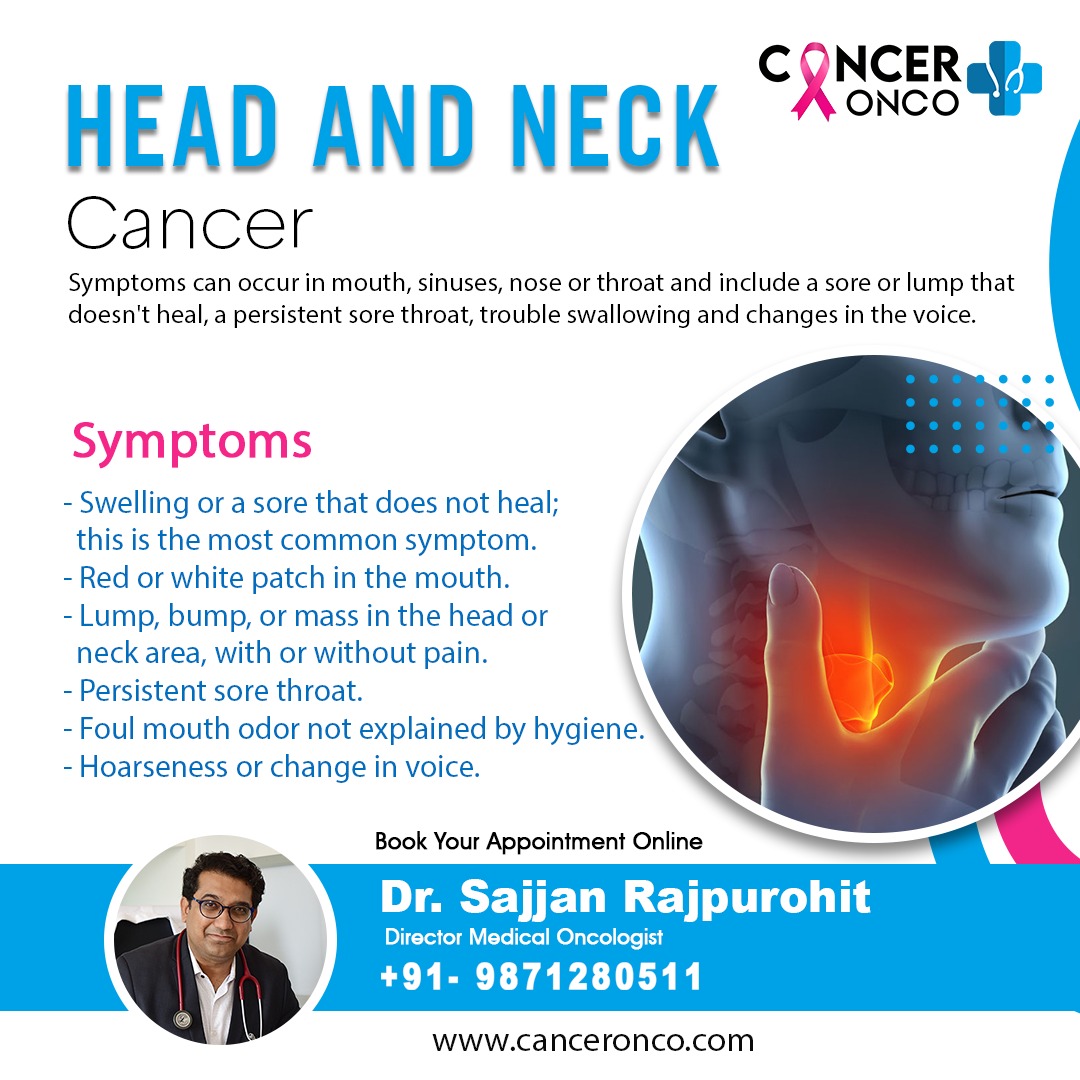 CANCER
ONCO
HEAD AND NECK
Cancer
Symptoms can occur in mouth, sinuses, nose or throat and include a sore or lump that
doesn't heal, a persistent sore throat, trouble swallowing and changes in the voice.
Symptoms
- Swelling or a sore that does not heal;
this is the most common symptom.
- Red or white patch in the mouth.
- Lump, bump, or mass in the head or
neck area, with or without pain.
- Persistent sore throat.
- Foul mouth odor not explained by hygiene.
- Hoarseness or change in voice.
Book Your Appointment Online
Dr. Sajjan Rajpurohit
Director Medical Oncologist
+91- 9871280511
www.canceronco.com